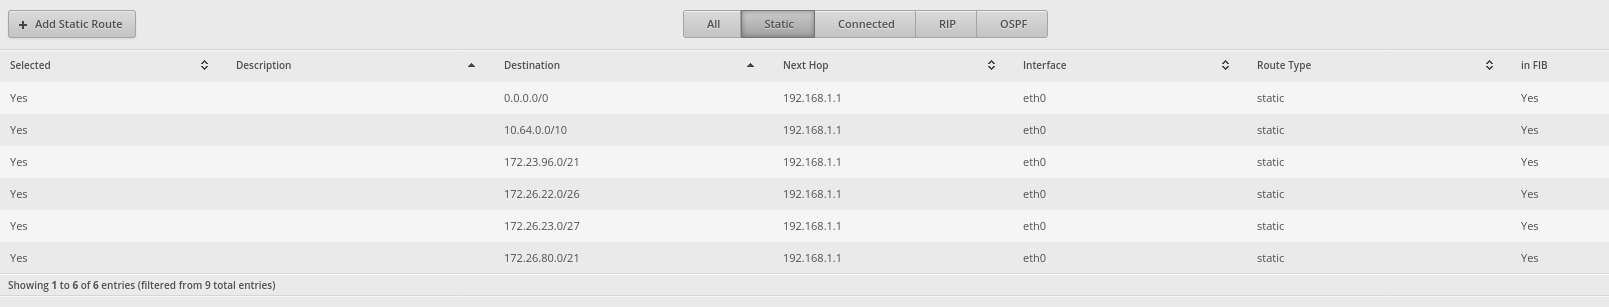 + Add Static Route All Static Connected RIP OSPF
Selected Description Destination Next Hop Interface Route Type in FIB
Yes 0.0.0.0/0 192.168.1.1 eth0 static Yes
Yes 10.64.0.0/10 192.168.1.1 eth0 static Yes
Yes 172.23.96.0/21 192.168.1.1 eth0 static Yes
Yes 172.26.22.0/26 192.168.1.1 eth0 static Yes
Yes 172.26.23.0/27 192.168.1.1 eth0 static Yes
Yes 172.26.80.0/21 192.168.1.1 eth0 static Yes
Showing 1 to 6 of 6 entries (filtered from 9 total entries)